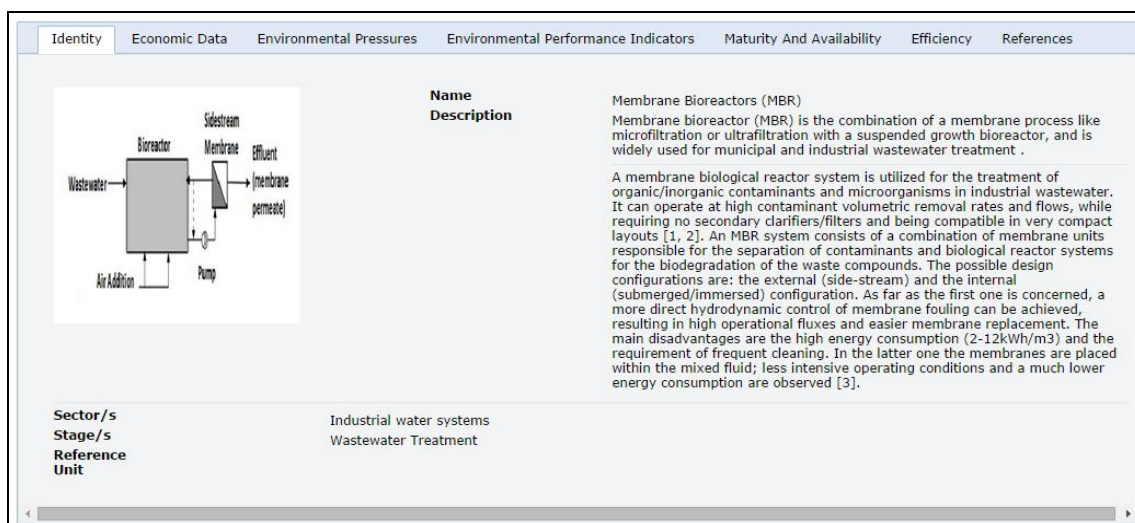 Identity Economic Data Environmental Pressures Environmental Performance Indicators Maturity And Availability Efficiency References
Name Membrane Bioreactors (MBR)
Description Membrane bioreactor (MBR) is the combination of a membrane process like
microfiltration or ultrafiltration with a suspended growth bioreactor, and is
widely used for municipal and industrial wastewater treatment .
A membrane biological reactor system is utilized for the treatment of
organic/inorganic contaminants and microorganisms in industrial wastewater.
It can operate at high contaminant volumetric removal rates and flows, while
requiring no secondary clarifiers/filters and being compatible in very compact
layouts [1, 2]. An MBR system consists of a combination of membrane units
responsible for the separation of contaminants and biological reactor systems
for the biodegradation of the waste compounds. The possible design
configurations are: the external (side-stream) and the internal
(submerged/immersed) configuration. As far as the first one is concerned, a
more direct hydrodynamic control of membrane fouling can be achieved,
resulting in high operational fluxes and easier membrane replacement. The
main disadvantages are the high energy consumption (2-12kWh/m3) and the
requirement of frequent cleaning. In the latter one the membranes are placed
within the mixed fluid; less intensive operating conditions and a much lower
energy consumption are observed [3].
Sidestream
Bioreactor Membrane Effluent
Wastewater (membrane
permeate)
Air Addition Pump
Sector/s Industrial water systems
Stage/s Wastewater Treatment
Reference
Unit